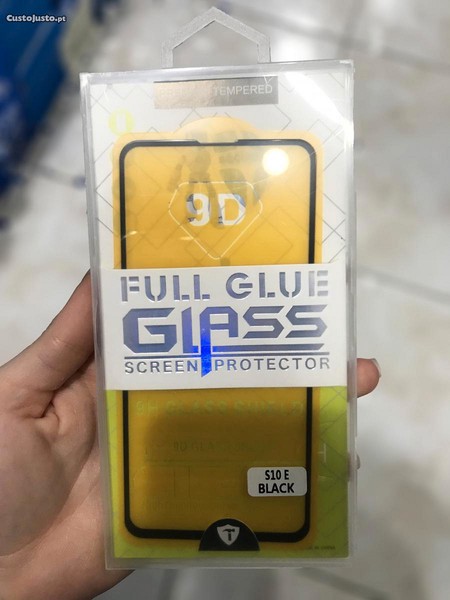 CustoJusto.pt
TEMPERED
9D
FULL GLUE
GLASS
SCREEN PROTECTOR
S10 E
BLACK
T